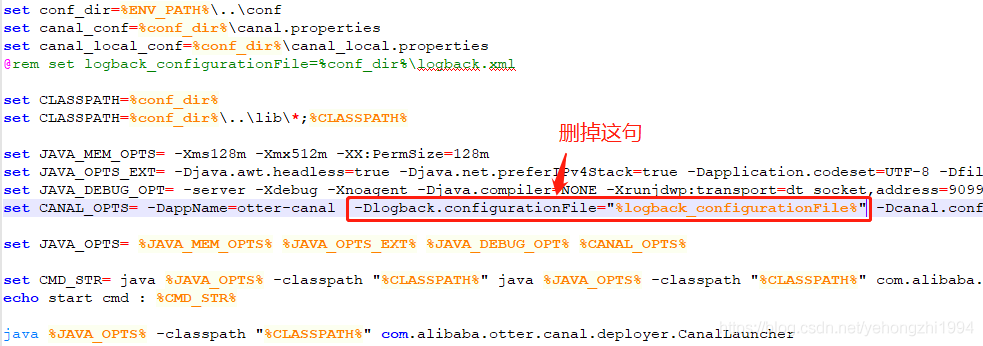 set conf_dir=%ENV_PATH%\..\conf
set canal_conf=%conf_dir%\canal.properties
set canal_local_conf=%conf_dir%\canal_local.properties
@rem set logback_configurationFile=%conf_dir%\logback.xml
set CLASSPATH=%conf_dir%
set CLASSPATH=%conf_dir%\..\lib\*;%CLASSPATH%
删掉这句
set JAVA_MEM_OPTS= -Xms128m -Xmx512m -XX:PermSize=128m
set JAVA_OPTS_EXT= -Djava.awt.headless=true -Djava.net.preferIPv4Stack=true -Dapplication.codeset=UTF-8 -Dfil
set JAVA_DEBUG_OPT= -server -Xdebug -Xnoagent -Djava.compiler=NONE -Xrunjdwp:transport=dt_socket,address=9099
set CANAL_OPTS= -DappName=otter-canal -Dlogback.configurationFile="%logback_configurationFile%" -Dcanal.conf
set JAVA_OPTS= %JAVA_MEM_OPTS% %JAVA_OPTS_EXT% %JAVA_DEBUG_OPT% %CANAL_OPTS%
set CMD_STR= java %JAVA_OPTS% -classpath "%CLASSPATH%" java %JAVA_OPTS% -classpath "%CLASSPATH%" com.alibaba.
echo start cmd : %CMD_STR%
java %JAVA_OPTS% -classpath "%CLASSPATH%" com.alibaba.otter.canal.deployer.CanalLauncher
https://blog.csdn.net/yehongzhi1994